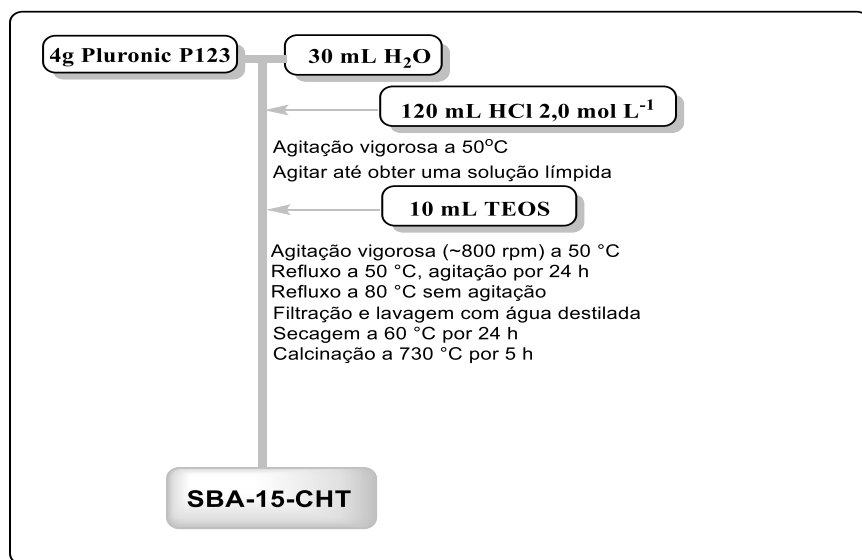 4g Pluronic P123
30 mL H₂O
120 mL HCl 2,0 mol L⁻¹
Agitação vigorosa a 50°C
Agitar até obter uma solução límpida
10 mL TEOS
Agitação vigorosa (~800 rpm) a 50 °C
Refluxo a 50 °C, agitação por 24 h
Refluxo a 80 °C sem agitação
Filtração e lavagem com água destilada
Secagem a 60 °C por 24 h
Calcinação a 730 °C por 5 h
SBA-15-CHT